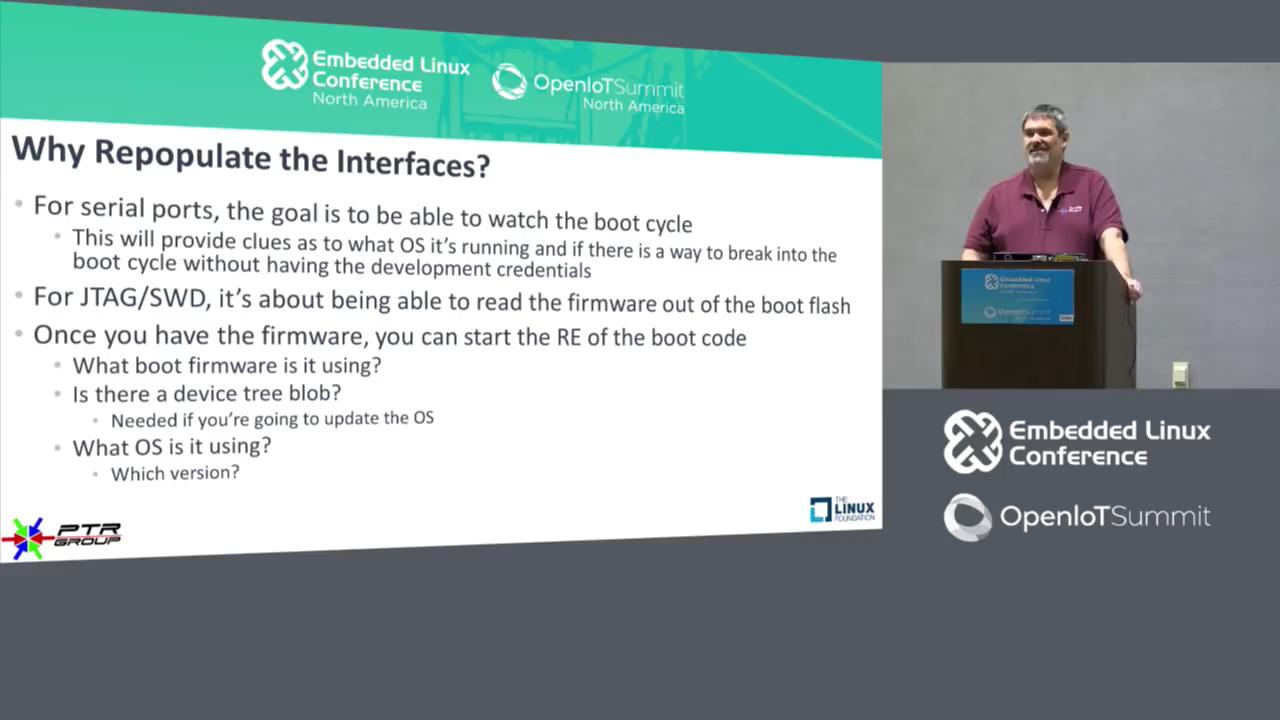 Embedded Linux
Conference
North America
OpenIoTSummit
North America
Why Repopulate the Interfaces?
For serial ports, the goal is to be able to watch the boot cycle
This will provide clues as to what OS it's running and if there is a way to break into the
boot cycle without having the development credentials
For JTAG/SWD, it's about being able to read the firmware out of the boot flash
Once you have the firmware, you can start the RE of the boot code
What boot firmware is it using?
Is there a device tree blob?
Needed if you're going to update the OS
What OS is it using?
Which version?
PTR
GROUP
THE
LINUX
FOUNDATION
Embedded Linux
Conference
North America
OpenIoTSummit
Embedded Linux
Conference
OpenIoTSummit